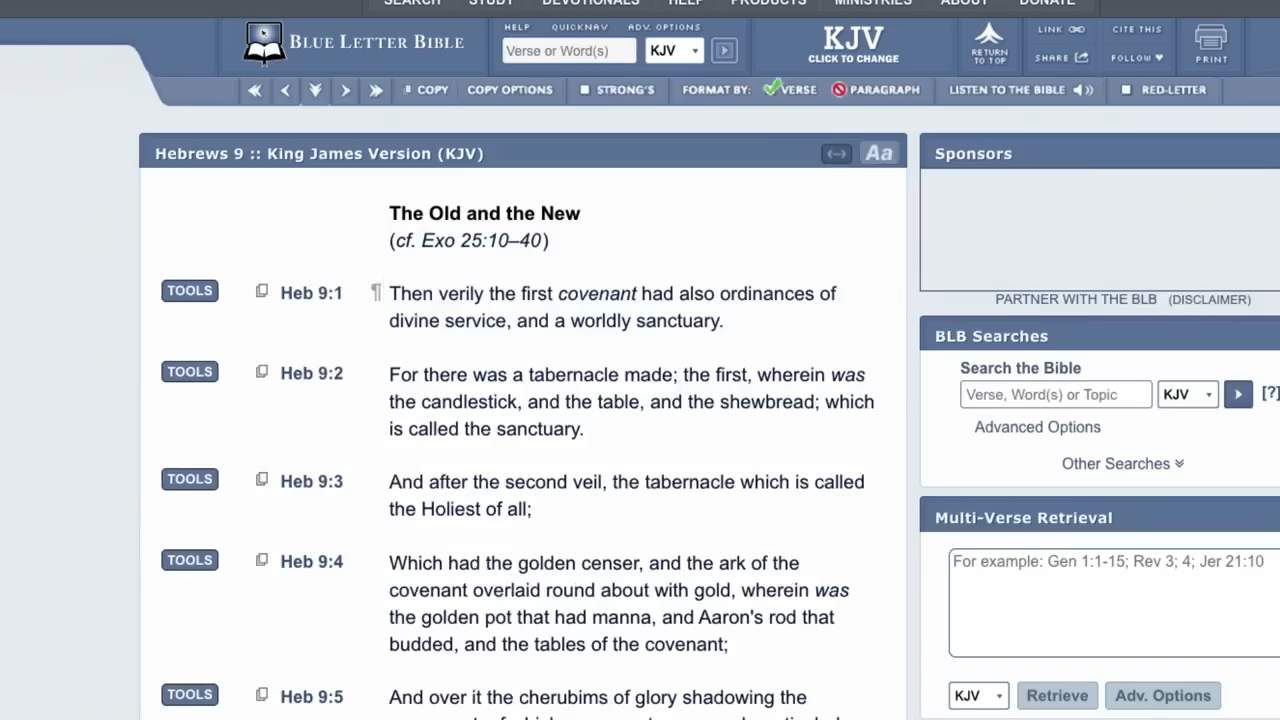 SEARCH STUDY DEVOTIONALS HELP PRODUCTS MINISTRIES ABOUT DONATE
BLUE LETTER BIBLE
HELP QUICKNAV ADV. OPTIONS
Verse or Word(s) KJV
KJV
CLICK TO CHANGE
RETURN
TO TOP
LINK CITE THIS
SHARE FOLLOW
PRINT
COPY COPY OPTIONS STRONG'S FORMAT BY: VERSE PARAGRAPH LISTEN TO THE BIBLE RED-LETTER
Hebrews 9 :: King James Version (KJV) Aa
The Old and the New
(cf. Exo 25:10–40)
TOOLS Heb 9:1 ¶ Then verily the first covenant had also ordinances of
divine service, and a worldly sanctuary.
TOOLS Heb 9:2 For there was a tabernacle made; the first, wherein was
the candlestick, and the table, and the shewbread; which
is called the sanctuary.
TOOLS Heb 9:3 And after the second veil, the tabernacle which is called
the Holiest of all;
TOOLS Heb 9:4 Which had the golden censer, and the ark of the
covenant overlaid round about with gold, wherein was
the golden pot that had manna, and Aaron's rod that
budded, and the tables of the covenant;
TOOLS Heb 9:5 And over it the cherubims of glory shadowing the
Sponsors
PARTNER WITH THE BLB (DISCLAIMER)
BLB Searches
Search the Bible
Verse, Word(s) or Topic KJV [?]
Advanced Options
Other Searches
Multi-Verse Retrieval
For example: Gen 1:1-15; Rev 3; 4; Jer 21:10
KJV Retrieve Adv. Options